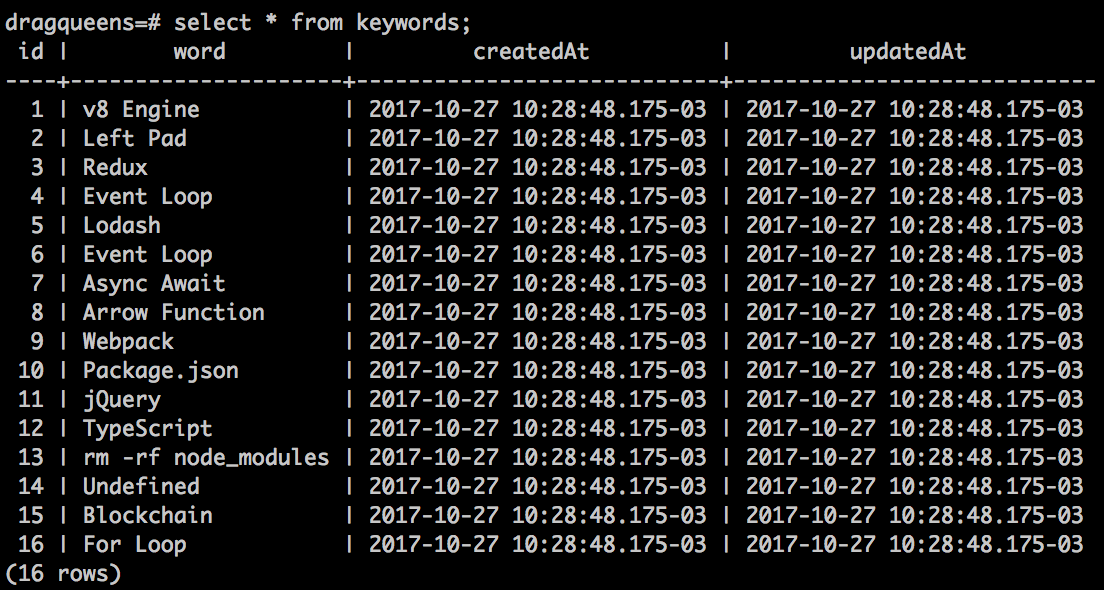 dragqueens=# select * from keywords;
 id |        word         |         createdAt          |         updatedAt
----+---------------------+----------------------------+----------------------------
  1 | v8 Engine           | 2017-10-27 10:28:48.175-03 | 2017-10-27 10:28:48.175-03
  2 | Left Pad            | 2017-10-27 10:28:48.175-03 | 2017-10-27 10:28:48.175-03
  3 | Redux               | 2017-10-27 10:28:48.175-03 | 2017-10-27 10:28:48.175-03
  4 | Event Loop          | 2017-10-27 10:28:48.175-03 | 2017-10-27 10:28:48.175-03
  5 | Lodash              | 2017-10-27 10:28:48.175-03 | 2017-10-27 10:28:48.175-03
  6 | Event Loop          | 2017-10-27 10:28:48.175-03 | 2017-10-27 10:28:48.175-03
  7 | Async Await         | 2017-10-27 10:28:48.175-03 | 2017-10-27 10:28:48.175-03
  8 | Arrow Function      | 2017-10-27 10:28:48.175-03 | 2017-10-27 10:28:48.175-03
  9 | Webpack             | 2017-10-27 10:28:48.175-03 | 2017-10-27 10:28:48.175-03
 10 | Package.json        | 2017-10-27 10:28:48.175-03 | 2017-10-27 10:28:48.175-03
 11 | jQuery              | 2017-10-27 10:28:48.175-03 | 2017-10-27 10:28:48.175-03
 12 | TypeScript          | 2017-10-27 10:28:48.175-03 | 2017-10-27 10:28:48.175-03
 13 | rm -rf node_modules | 2017-10-27 10:28:48.175-03 | 2017-10-27 10:28:48.175-03
 14 | Undefined           | 2017-10-27 10:28:48.175-03 | 2017-10-27 10:28:48.175-03
 15 | Blockchain          | 2017-10-27 10:28:48.175-03 | 2017-10-27 10:28:48.175-03
 16 | For Loop            | 2017-10-27 10:28:48.175-03 | 2017-10-27 10:28:48.175-03
(16 rows)